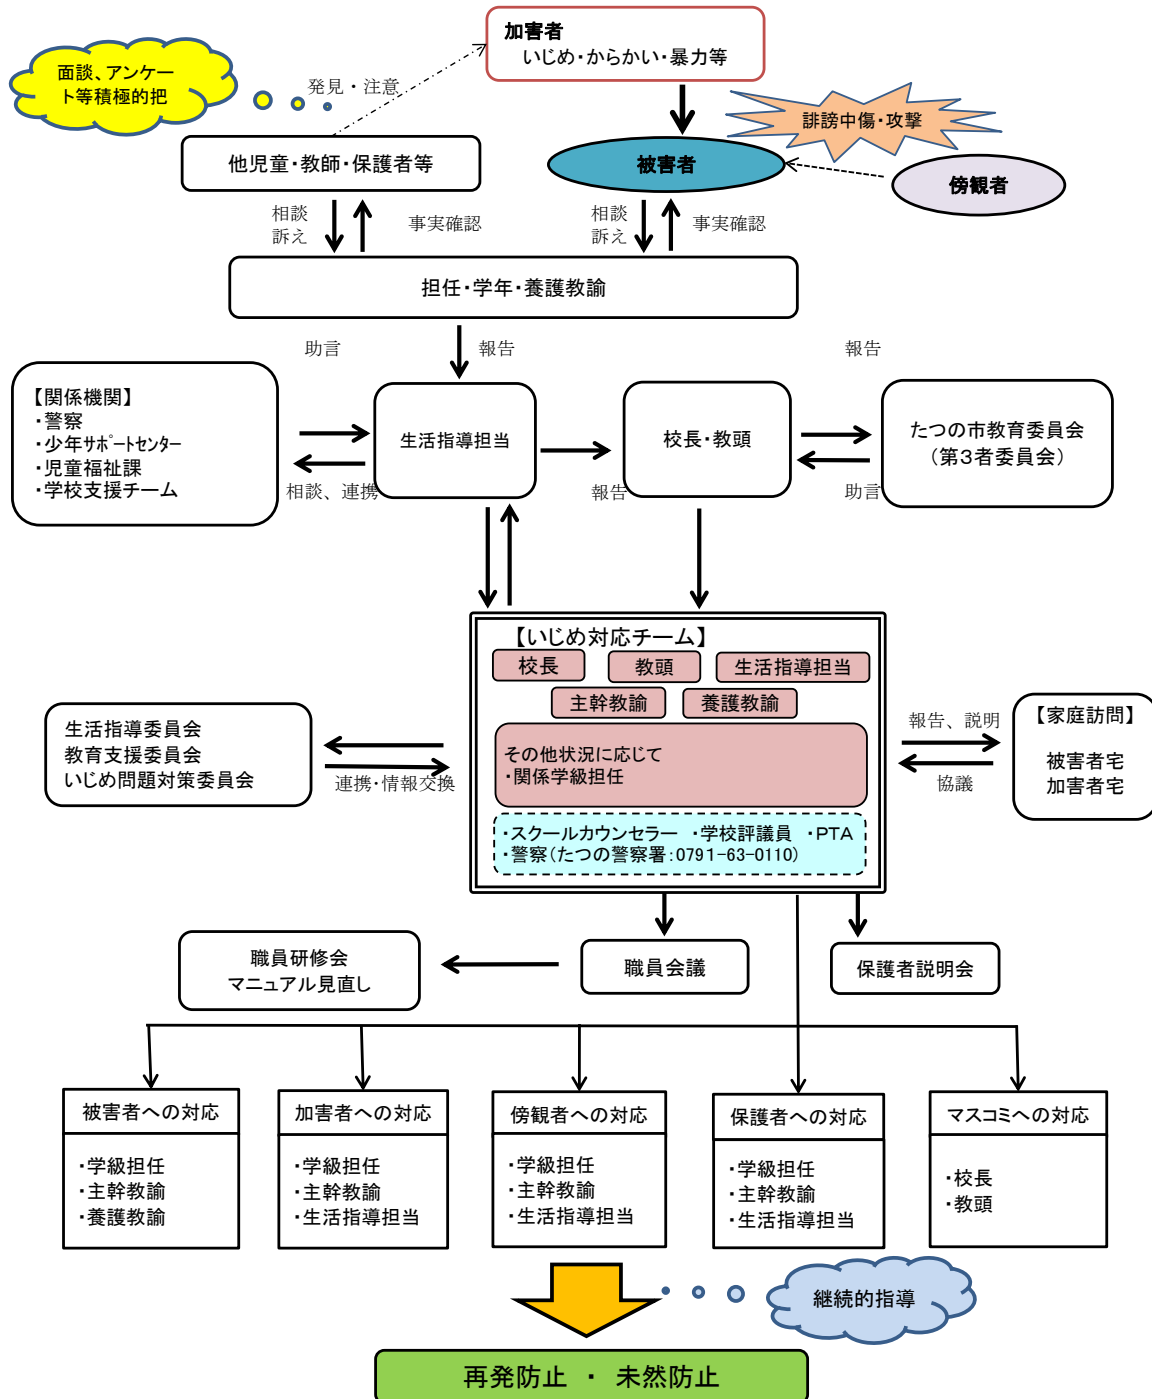 加害者
いじめ・からかい・暴力等
面談、アンケー
ト等積極的把
発見・注意
誹謗中傷・攻撃
他児童・教師・保護者等
被害者
傍観者
相談
訴え
事実確認
相談
訴え
事実確認
担任・学年・養護教諭
助言
報告
報告
【関係機関】
・警察
・少年サポートセンター
・児童福祉課
・学校支援チーム
生活指導担当
校長・教頭
たつの市教育委員会
（第３者委員会）
相談、連携
報告
助言
【いじめ対応チーム】
校長
教頭
生活指導担当
主幹教諭
養護教諭
その他状況に応じて
・関係学級担任
・スクールカウンセラー ・学校評議員 ・PTA
・警察（たつの警察署：0791-63-0110）
生活指導委員会
教育支援委員会
いじめ問題対策委員会
連携・情報交換
報告、説明
協議
【家庭訪問】
被害者宅
加害者宅
職員研修会
マニュアル見直し
職員会議
保護者説明会
被害者への対応
・学級担任
・主幹教諭
・養護教諭
加害者への対応
・学級担任
・主幹教諭
・生活指導担当
傍観者への対応
・学級担任
・主幹教諭
・生活指導担当
保護者への対応
・学級担任
・主幹教諭
・生活指導担当
マスコミへの対応
・校長
・教頭
継続的指導
再発防止 ・ 未然防止